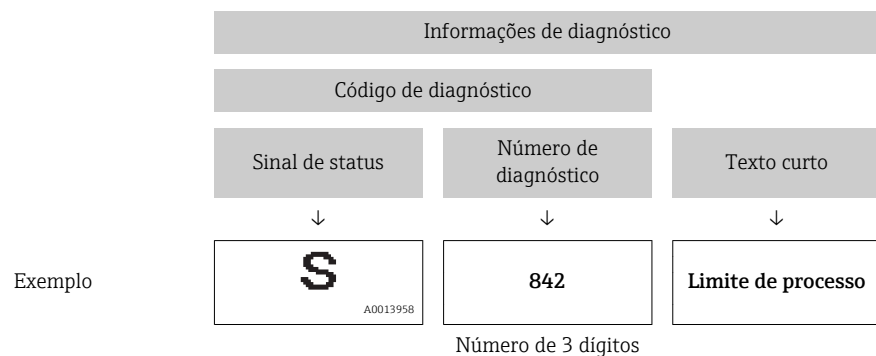 Informações de diagnóstico
Código de diagnóstico
Sinal de status
Número de
diagnóstico
Texto curto
↓ ↓ ↓
Exemplo
S
A0013958
842
Limite de processo
Número de 3 dígitos